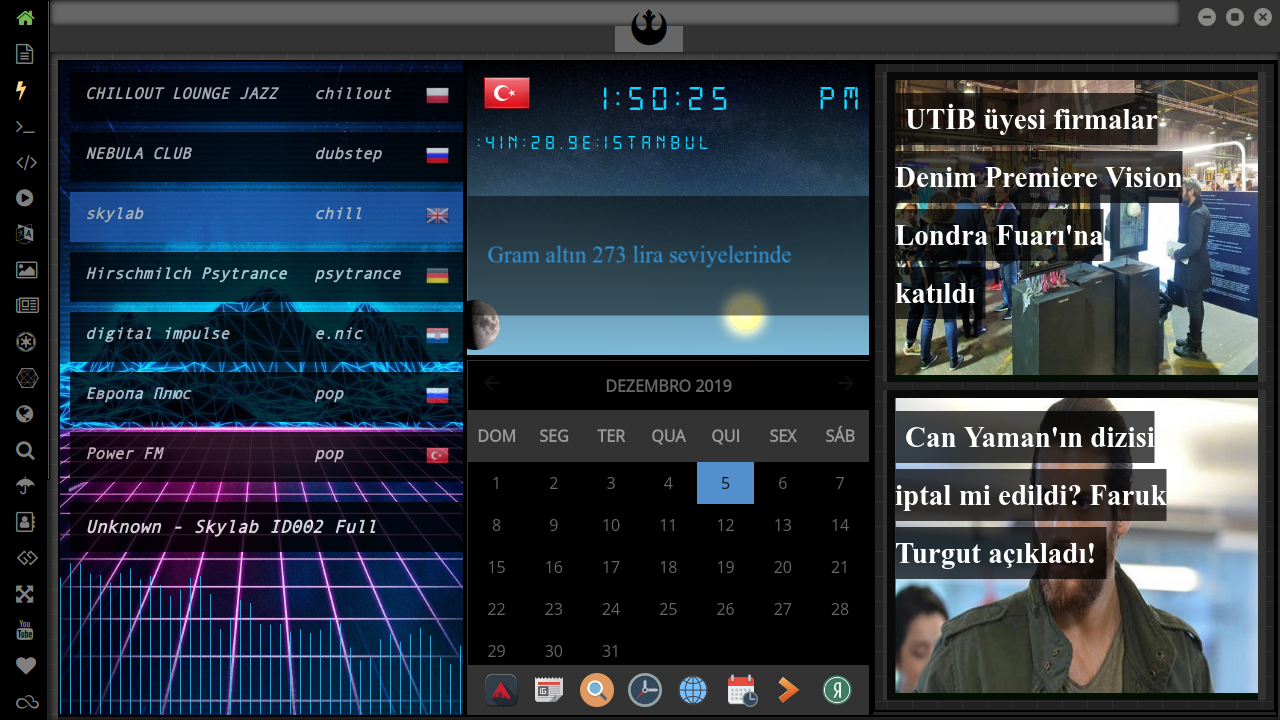 CHILLOUT LOUNGE JAZZ chillout
NEBULA CLUB dubstep
skylab chill
Hirschmilch Psytrance psytrance
digital impulse e.nic
Европа Плюс pop
Power FM pop
Unknown - Skylab ID002 Full
1:50:25 PM
:41N:28.9E:ISTANBUL
Gram altın 273 lira seviyelerinde
DEZEMBRO 2019
DOM SEG TER QUA QUI SEX SÁB
1 2 3 4 5 6 7
8 9 10 11 12 13 14
15 16 17 18 19 20 21
22 23 24 25 26 27 28
29 30 31
UTİB üyesi firmalar
Denim Premiere Vision
Londra Fuarı'na
katıldı
Can Yaman'ın dizisi
iptal mi edildi? Faruk
Turgut açıkladı!
You
Tube
Я